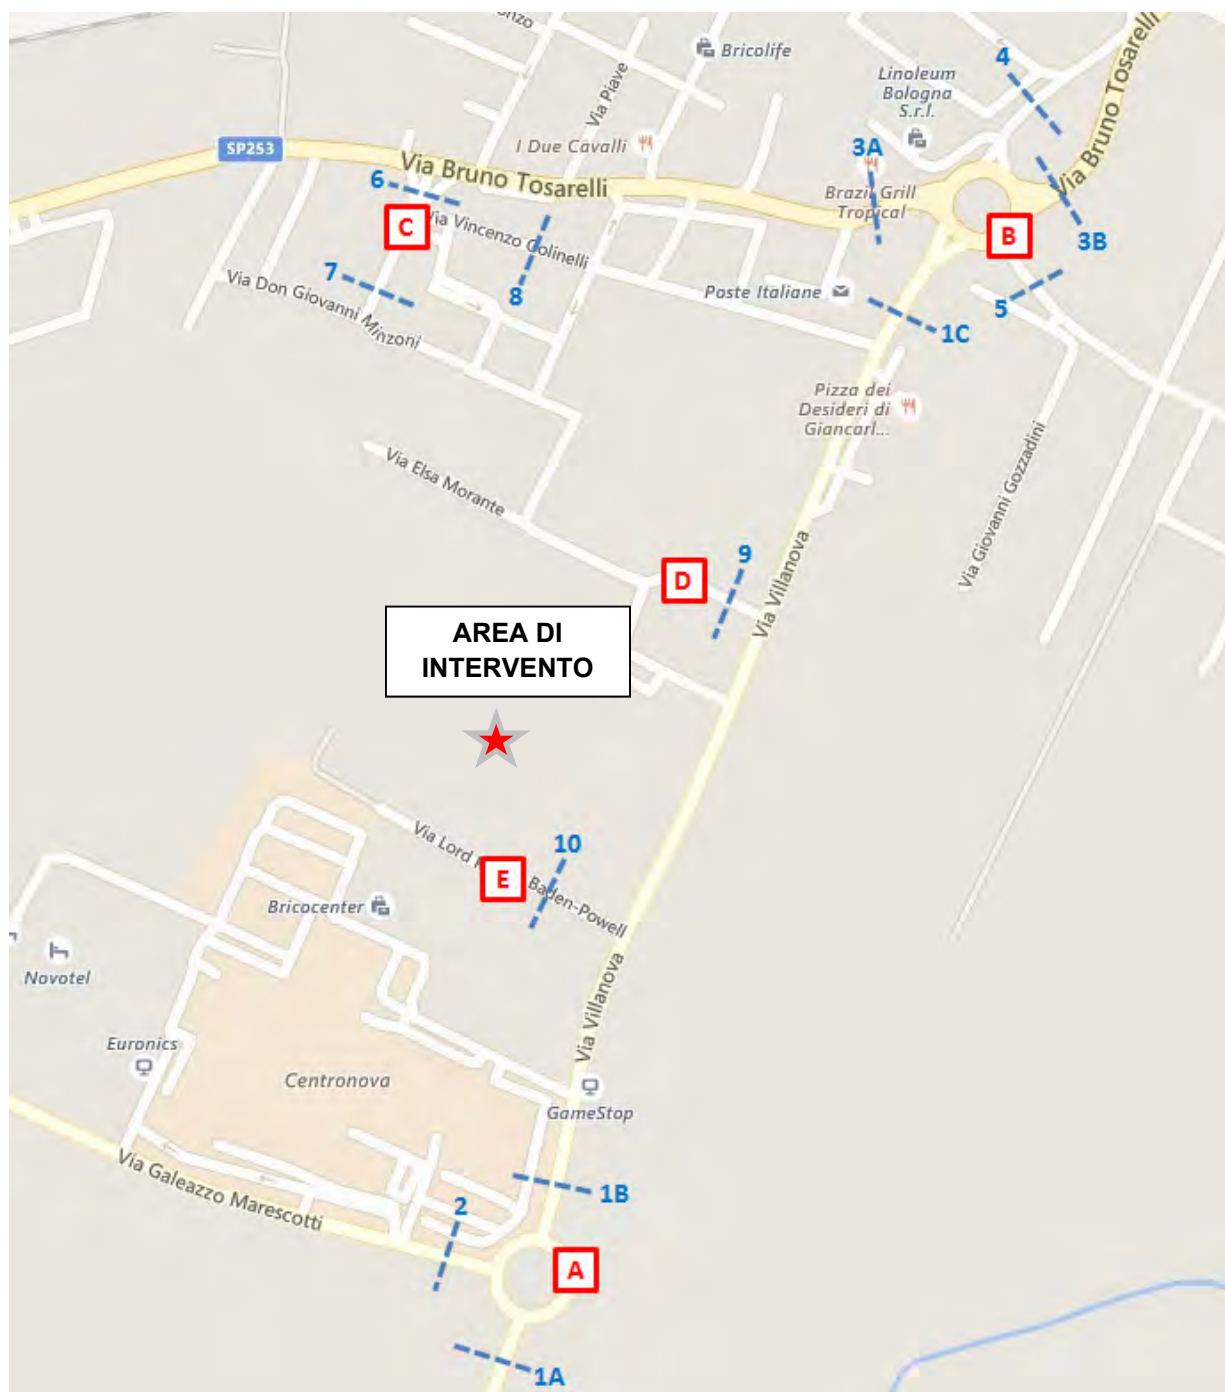 onzo
Bricolife
4
Linoleum
Bologna
S.r.l.
Via Piave
Via Bruno Tosarelli
SP253
I Due Cavalli
3A
Via Bruno Tosarelli
6
Brazil Grill
Tropical
C
Via Vincenzo Colinelli
B
3B
7
Via Don Giovanni Minzoni
8
Poste Italiane
5
1C
Pizza dei
Desideri di
Giancarl...
Via Elsa Morante
Via Giovanni Gozzadini
9
D
Via Villanova
AREA DI
INTERVENTO
10
Via Lord
Baden-Powell
E
Bricocenter
Novotel
Via Villanova
Euronics
Centronova
GameStop
Via Galeazzo Marescotti
1B
2
A
1A